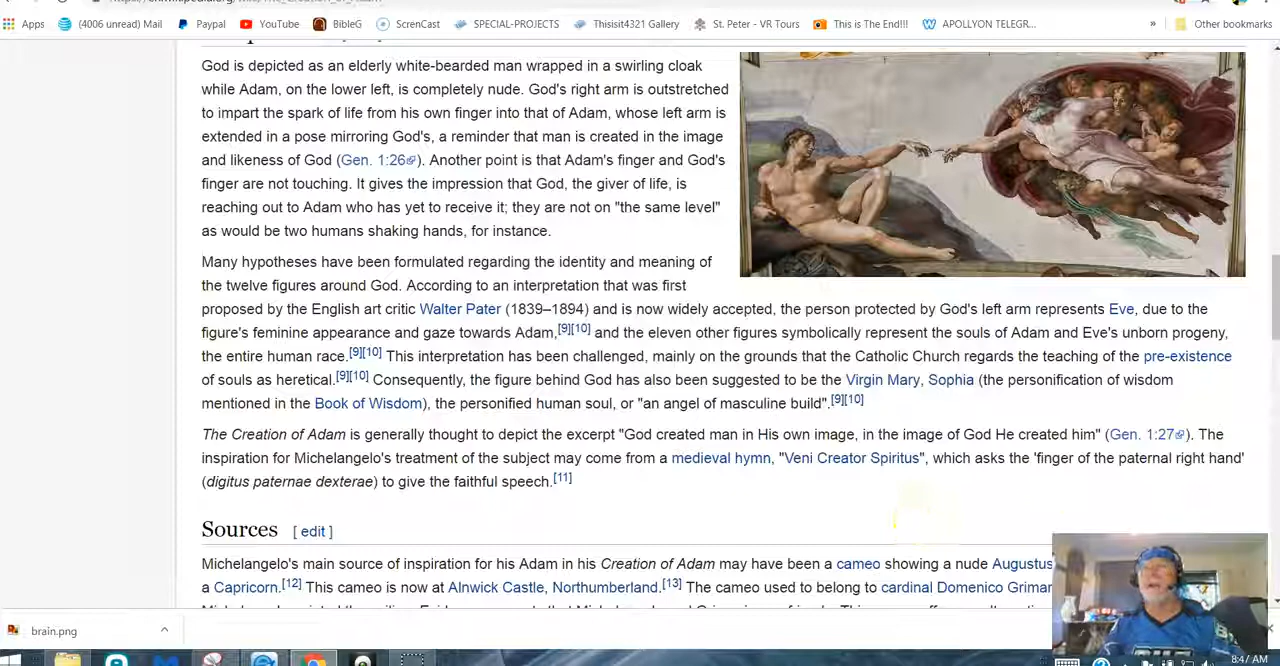 Apps (4006 unread) Mail Paypal YouTube BibleG ScrenCast SPECIAL-PROJECTS Thisisit4321 Gallery St. Peter - VR Tours This is The End!!! APOLLYON TELEGR... » Other bookmarks
God is depicted as an elderly white-bearded man wrapped in a swirling cloak
while Adam, on the lower left, is completely nude. God's right arm is outstretched
to impart the spark of life from his own finger into that of Adam, whose left arm is
extended in a pose mirroring God's, a reminder that man is created in the image
and likeness of God (Gen. 1:26). Another point is that Adam's finger and God's
finger are not touching. It gives the impression that God, the giver of life, is
reaching out to Adam who has yet to receive it; they are not on "the same level"
as would be two humans shaking hands, for instance.
Many hypotheses have been formulated regarding the identity and meaning of
the twelve figures around God. According to an interpretation that was first
proposed by the English art critic Walter Pater (1839–1894) and is now widely accepted, the person protected by God's left arm represents Eve, due to the
figure's feminine appearance and gaze towards Adam,[9][10] and the eleven other figures symbolically represent the souls of Adam and Eve's unborn progeny,
the entire human race.[9][10] This interpretation has been challenged, mainly on the grounds that the Catholic Church regards the teaching of the pre-existence
of souls as heretical.[9][10] Consequently, the figure behind God has also been suggested to be the Virgin Mary, Sophia (the personification of wisdom
mentioned in the Book of Wisdom), the personified human soul, or "an angel of masculine build".[9][10]
The Creation of Adam is generally thought to depict the excerpt "God created man in His own image, in the image of God He created him" (Gen. 1:27). The
inspiration for Michelangelo's treatment of the subject may come from a medieval hymn, "Veni Creator Spiritus", which asks the 'finger of the paternal right hand'
(digitus paternae dexterae) to give the faithful speech.[11]
Sources [ edit ]
Michelangelo's main source of inspiration for his Adam in his Creation of Adam may have been a cameo showing a nude Augustus
a Capricorn.[12] This cameo is now at Alnwick Castle, Northumberland.[13] The cameo used to belong to cardinal Domenico Grimar
brain.png
8:47 AM